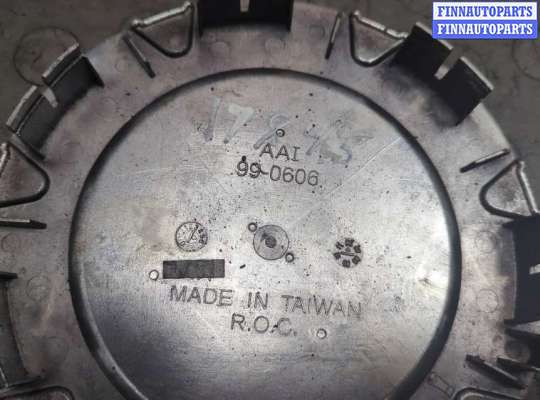 FINNAUTOPARTS
FINNAUTOPARTS
AAI
99-0606
MADE IN TAIWAN
R.O.C.